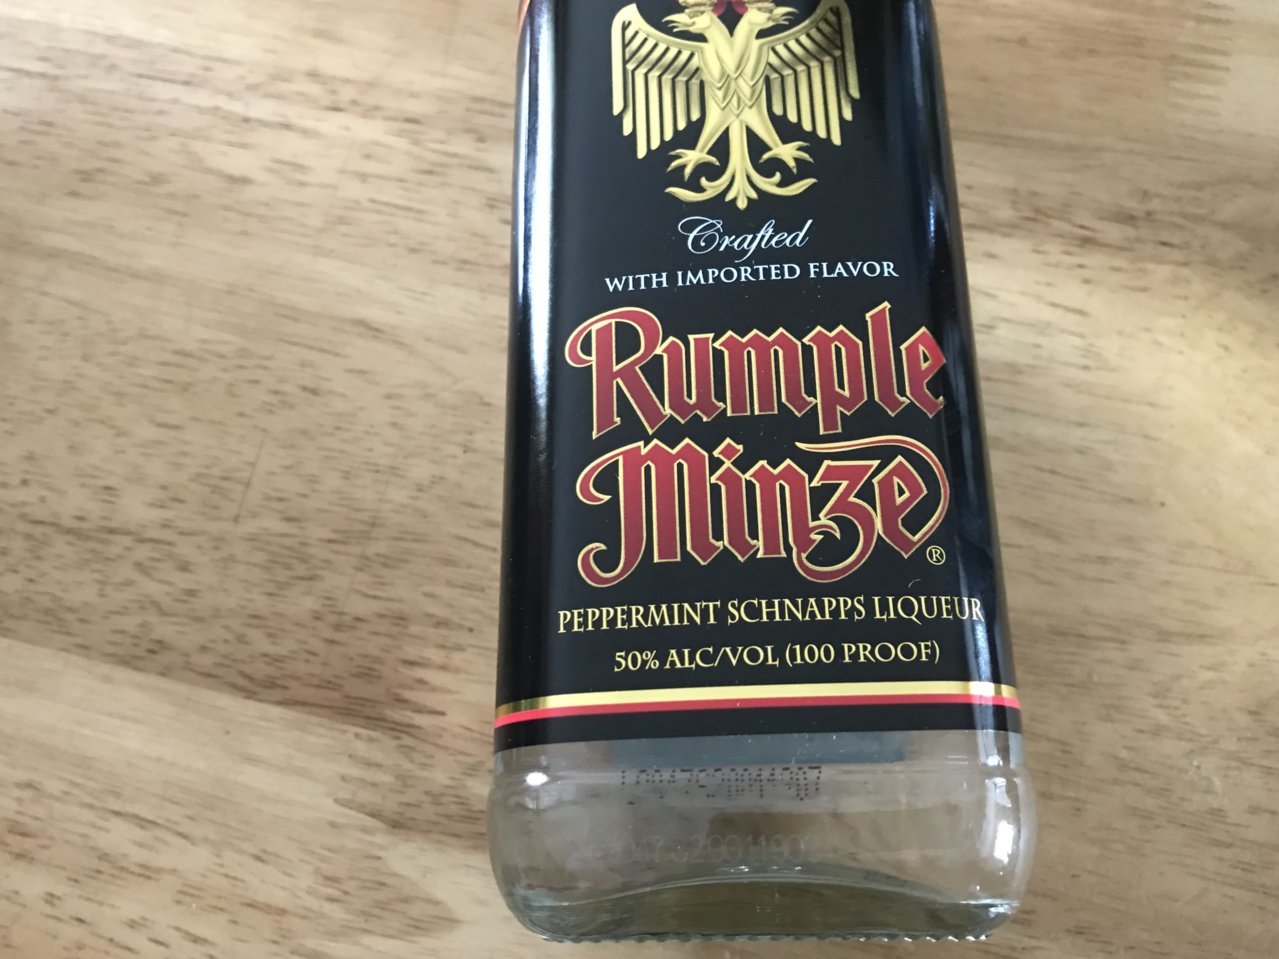 Crafted
WITH IMPORTED FLAVOR
Rumple
Minze®
PEPPERMINT SCHNAPPS LIQUEUR
50% ALC/VOL (100 PROOF)